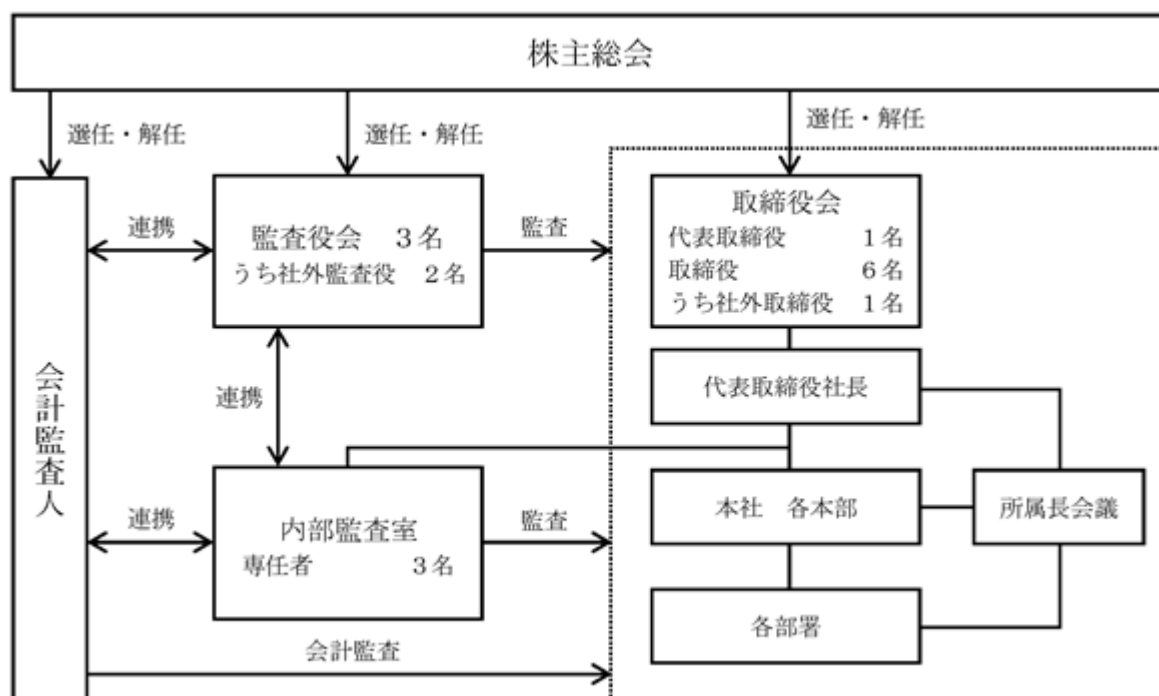 株主総会
選任・解任
選任・解任
選任・解任
会計監査人
連携
監査役会　３名
うち社外監査役　２名
監査
取締役会
代表取締役　１名
取締役　６名
うち社外取締役　１名
代表取締役社長
連携
連携
内部監査室
専任者　３名
監査
本社　各本部
所属長会議
各部署
会計監査